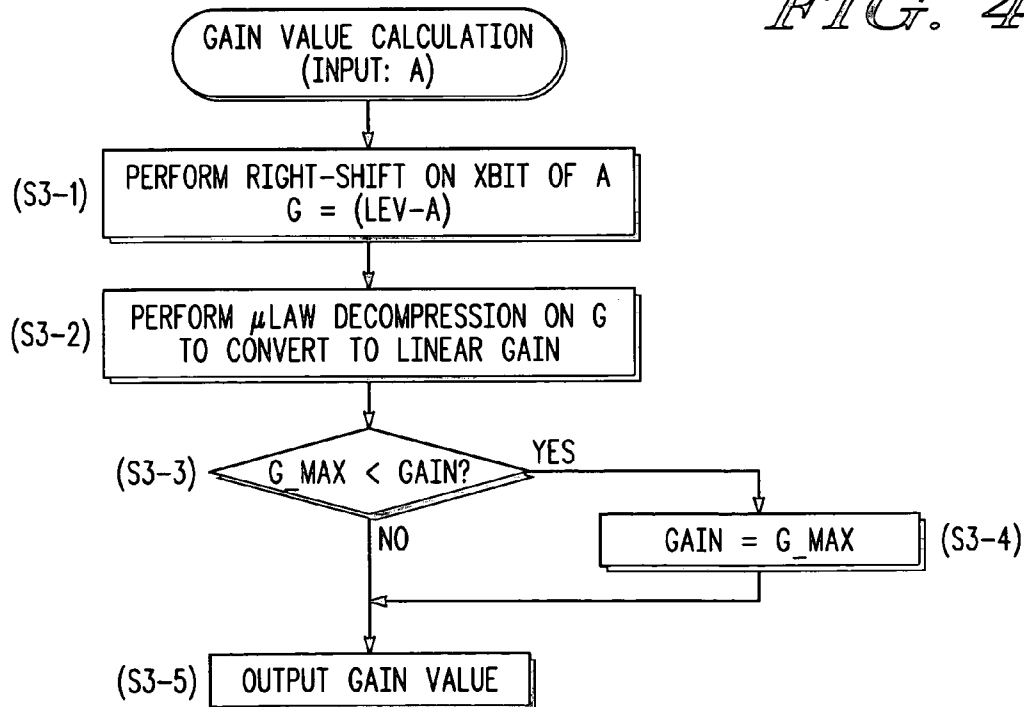 FIG. 4
GAIN VALUE CALCULATION
(INPUT: A)
(S3-1)
PERFORM RIGHT-SHIFT ON XBIT OF A
G = (LEV-A)
(S3-2)
PERFORM μLAW DECOMPRESSION ON G
TO CONVERT TO LINEAR GAIN
(S3-3)
G_MAX < GAIN?
YES
NO
GAIN = G_MAX
(S3-4)
(S3-5)
OUTPUT GAIN VALUE